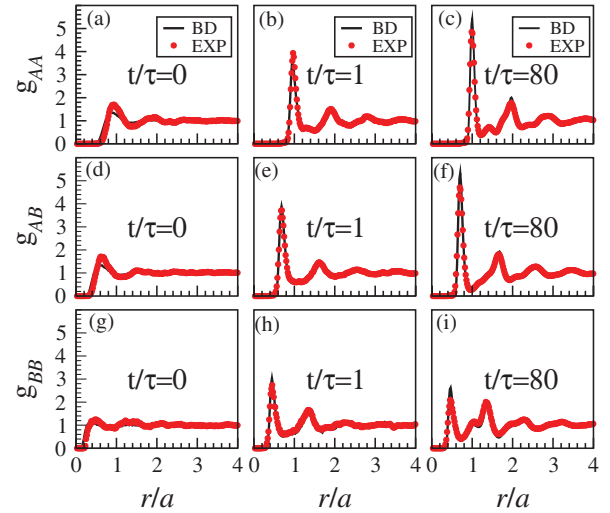 (a) BD EXP t/τ=0
(b) BD EXP t/τ=1
(c) BD EXP t/τ=80
g_AA
5
4
3
2
1
0
(d) t/τ=0
(e) t/τ=1
(f) t/τ=80
g_AB
5
4
3
2
1
0
(g) t/τ=0
(h) t/τ=1
(i) t/τ=80
g_BB
5
4
3
2
1
0
0 1 2 3 4 0 1 2 3 4 0 1 2 3 4
r/a r/a r/a